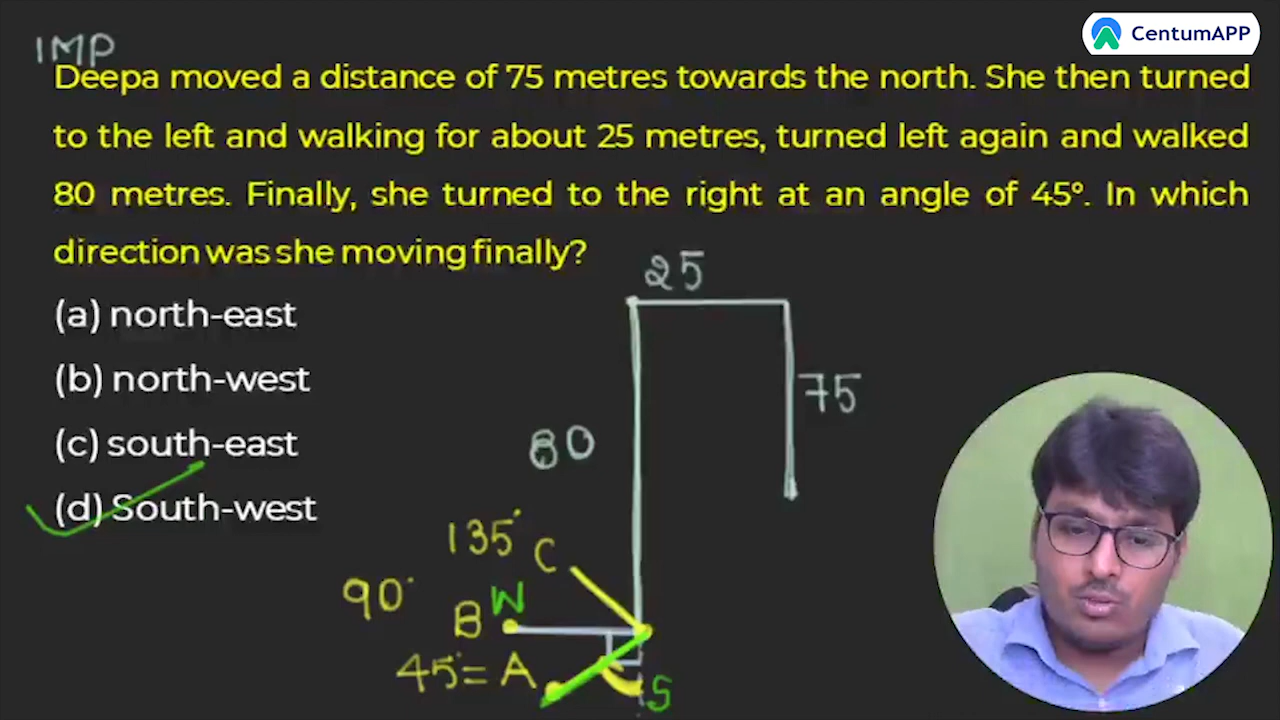 CentumAPP
IMP
Deepa moved a distance of 75 metres towards the north. She then turned
to the left and walking for about 25 metres, turned left again and walked
80 metres. Finally, she turned to the right at an angle of 45°. In which
direction was she moving finally?
(a) north-east
(b) north-west
(c) south-east
(d) South-west
25
75
80
135°
C
90°
B
W
45°= A
S